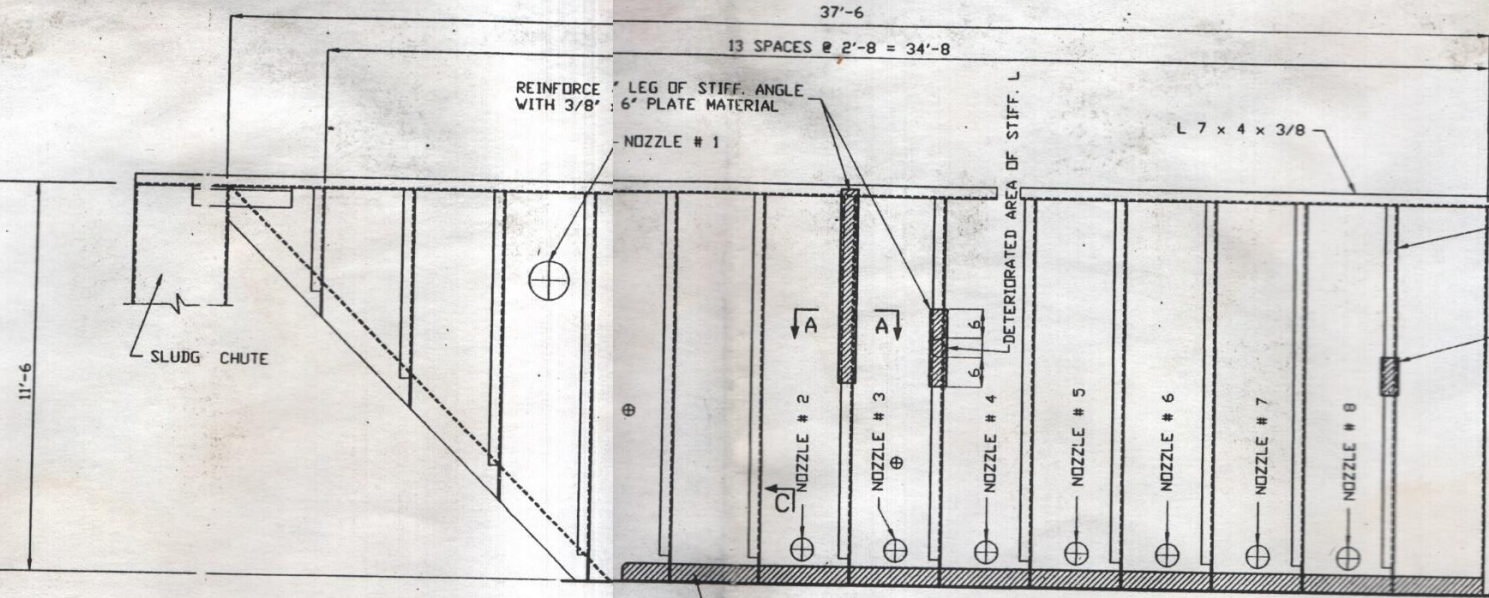 37'-6
13 SPACES @ 2'-8 = 34'-8
REINFORCE " LEG OF STIFF. ANGLE
WITH 3/8" 6" PLATE MATERIAL
NOZZLE # 1
DETERIORATED AREA OF STIFF. L
L 7 x 4 x 3/8
SLUDG CHUTE
11'-6
A
A
6
6
C
NOZZLE # 2
NOZZLE # 3
NOZZLE # 4
NOZZLE # 5
NOZZLE # 6
NOZZLE # 7
NOZZLE # 8